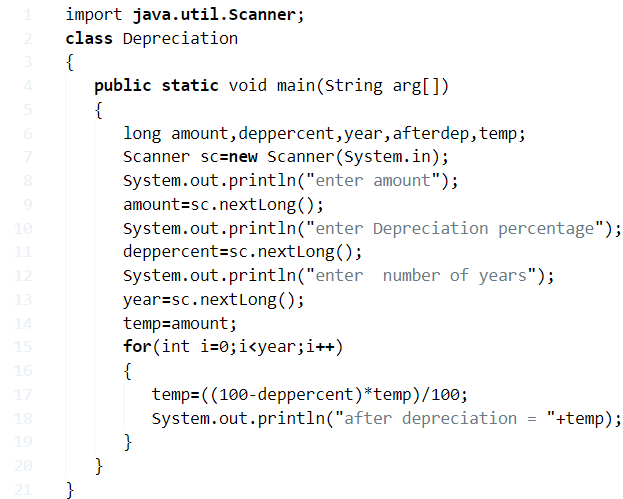 1 import java.util.Scanner;
2 class Depreciation
3 {
4 public static void main(String arg[])
5 {
6 long amount,deppercent,year,afterdep,temp;
7 Scanner sc=new Scanner(System.in);
8 System.out.println("enter amount");
9 amount=sc.nextLong();
10 System.out.println("enter Depreciation percentage");
11 deppercent=sc.nextLong();
12 System.out.println("enter  number of years");
13 year=sc.nextLong();
14 temp=amount;
15 for(int i=0;i<year;i++)
16 {
17 temp=((100-deppercent)*temp)/100;
18 System.out.println("after depreciation = "+temp);
19 }
20 }
21 }